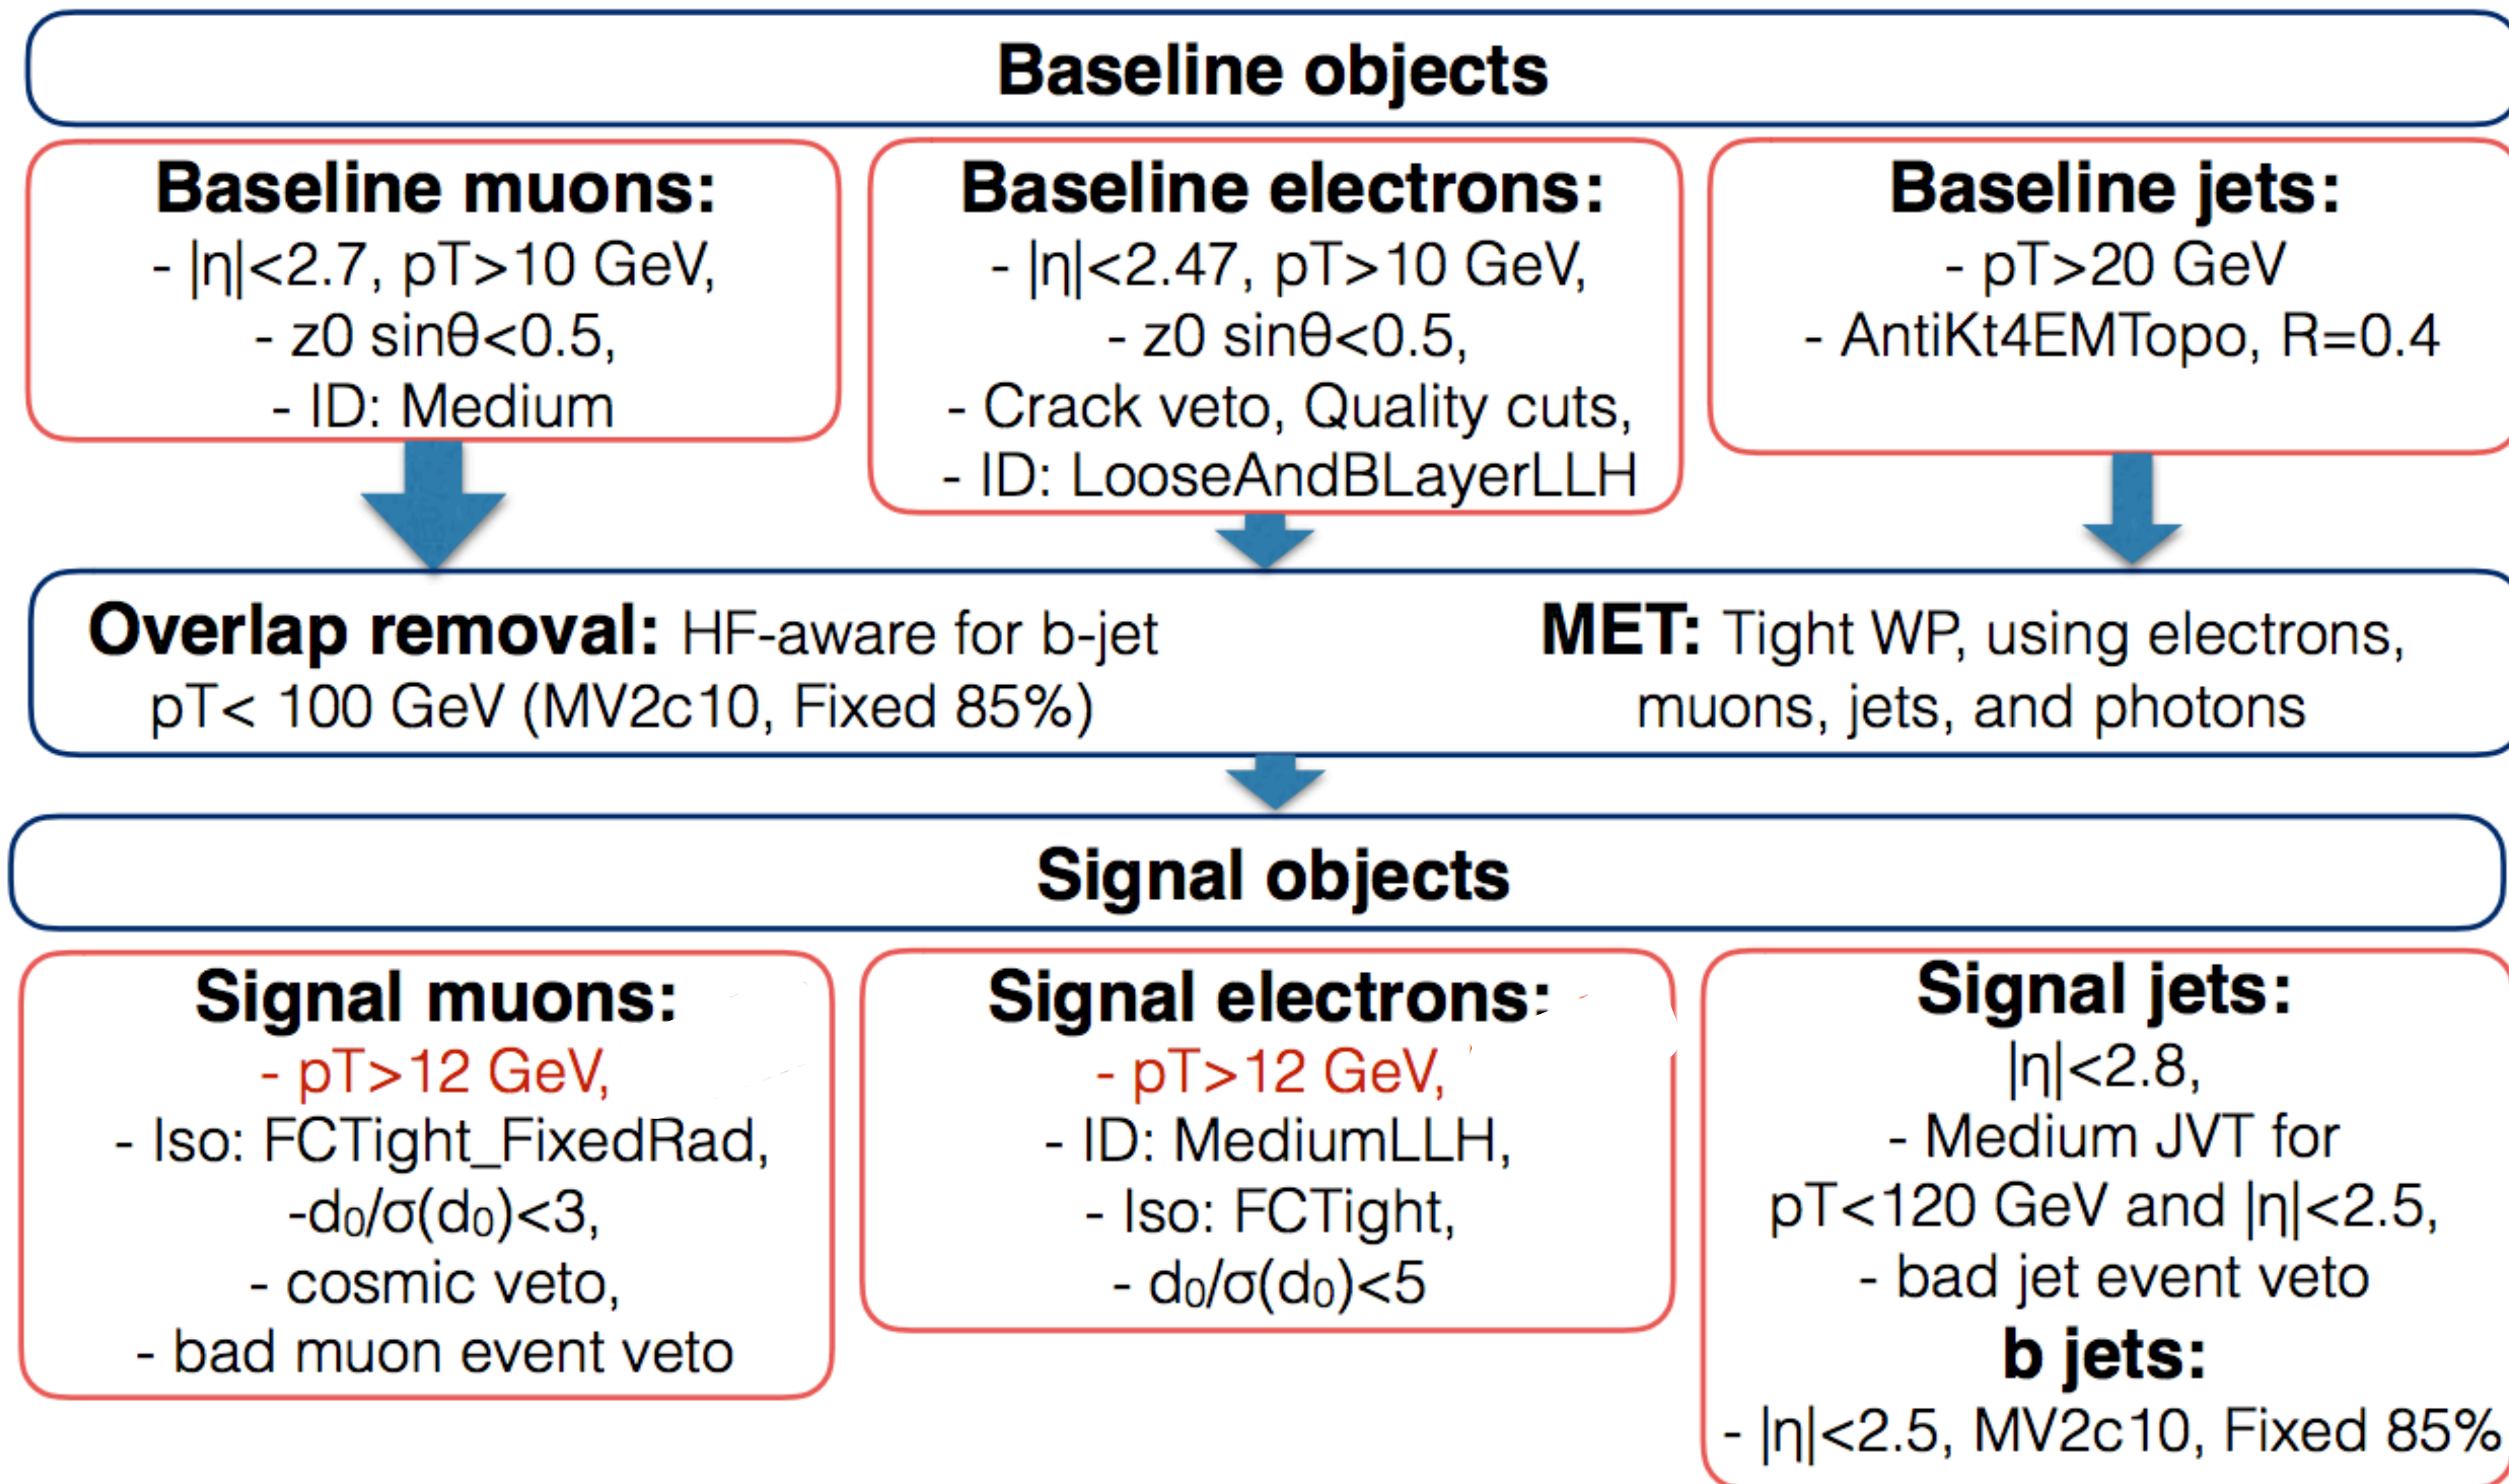 Baseline objects
Baseline muons:
- |η|<2.7, pT>10 GeV,
- z0 sinθ<0.5,
- ID: Medium
Baseline electrons:
- |η|<2.47, pT>10 GeV,
- z0 sinθ<0.5,
- Crack veto, Quality cuts,
- ID: LooseAndBLayerLLH
Baseline jets:
- pT>20 GeV
- AntiKt4EMTopo, R=0.4
Overlap removal: HF-aware for b-jet
pT< 100 GeV (MV2c10, Fixed 85%)
MET: Tight WP, using electrons,
muons, jets, and photons
Signal objects
Signal muons:
- pT>12 GeV,
- Iso: FCTight_FixedRad,
-d₀/σ(d₀)<3,
- cosmic veto,
- bad muon event veto
Signal electrons:
- pT>12 GeV,
- ID: MediumLLH,
- Iso: FCTight,
- d₀/σ(d₀)<5
Signal jets:
|η|<2.8,
- Medium JVT for
pT<120 GeV and |η|<2.5,
- bad jet event veto
b jets:
- |η|<2.5, MV2c10, Fixed 85%